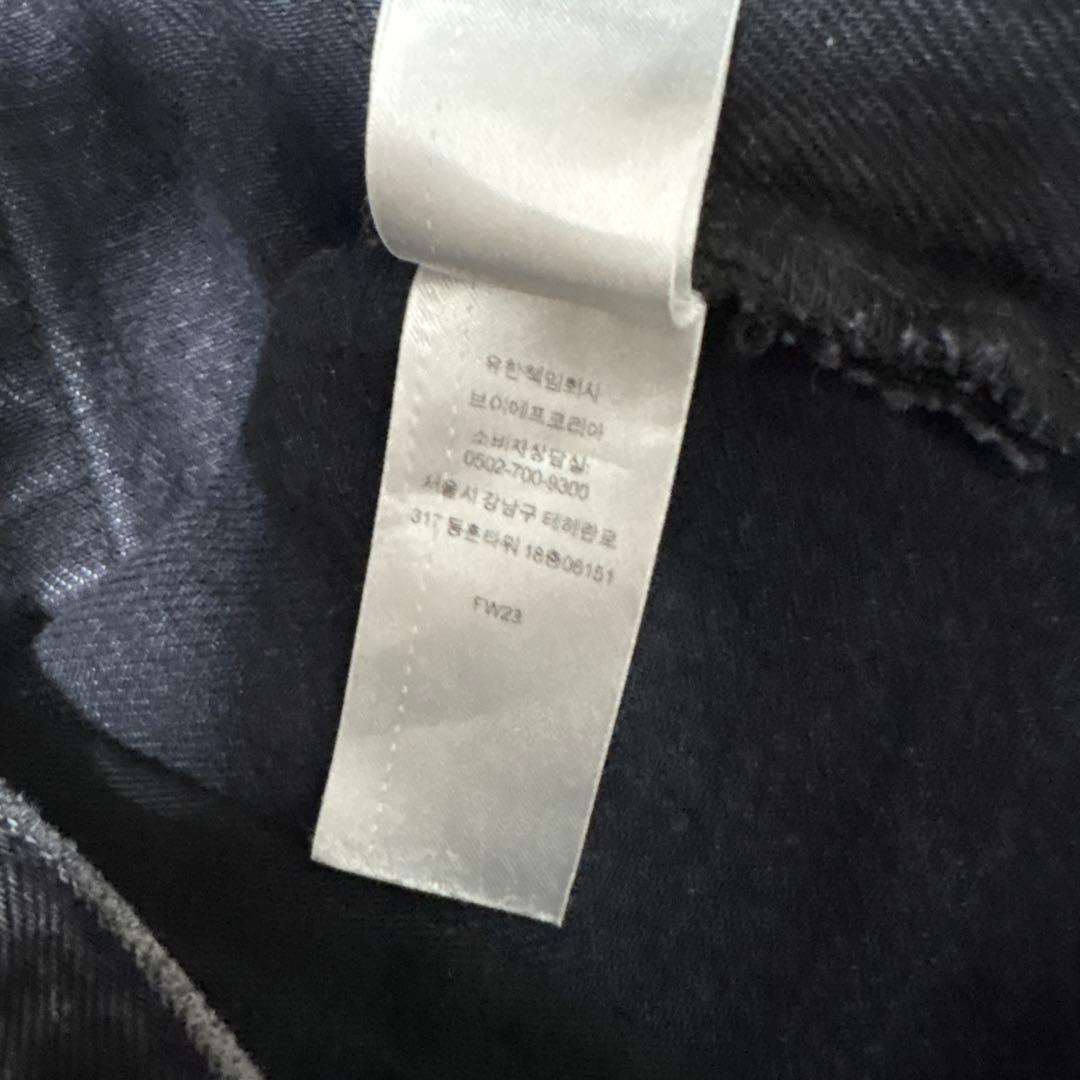 유한책임회사
브이에프코리아
소비자상담실:
0502-700-9300
서울시 강남구 테헤란로
317 동훈타워 18층06151
FW23